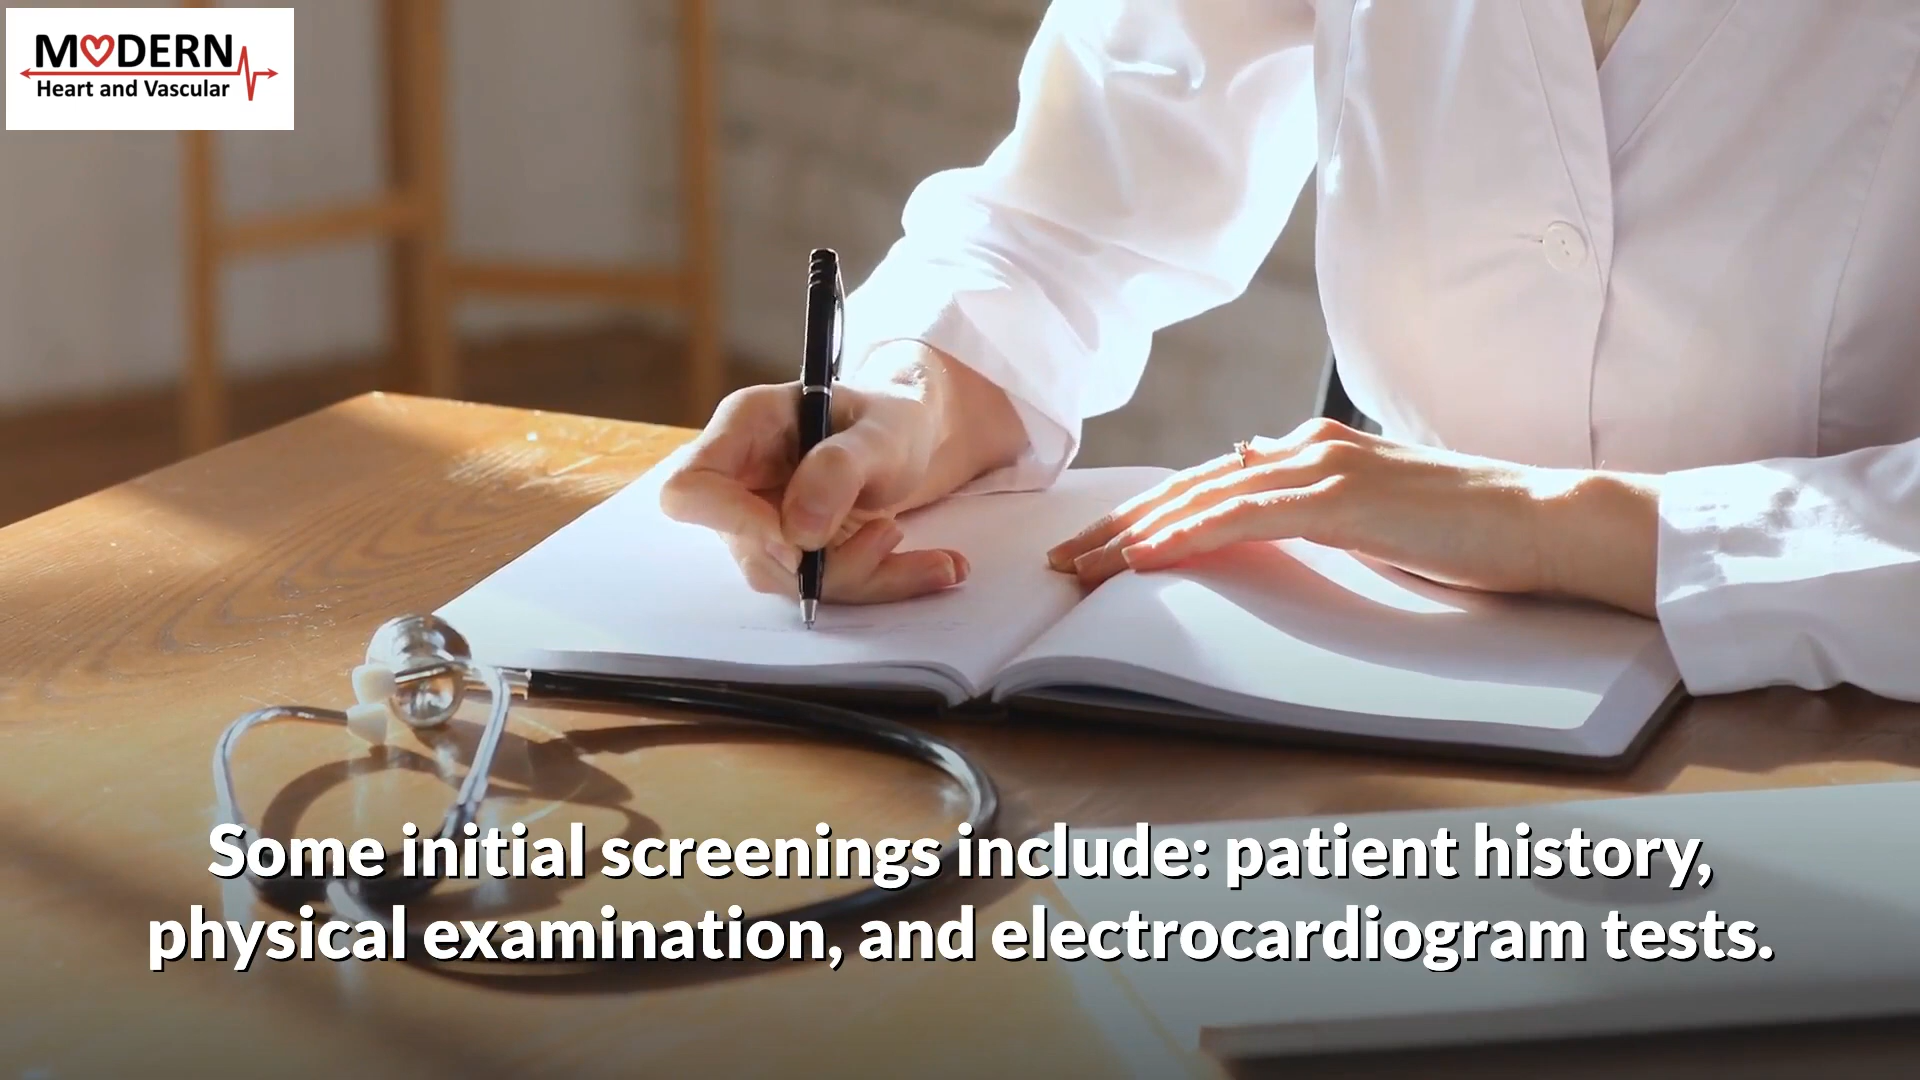 MODERN
Heart and Vascular
Some initial screenings include: patient history,
physical examination, and electrocardiogram tests.